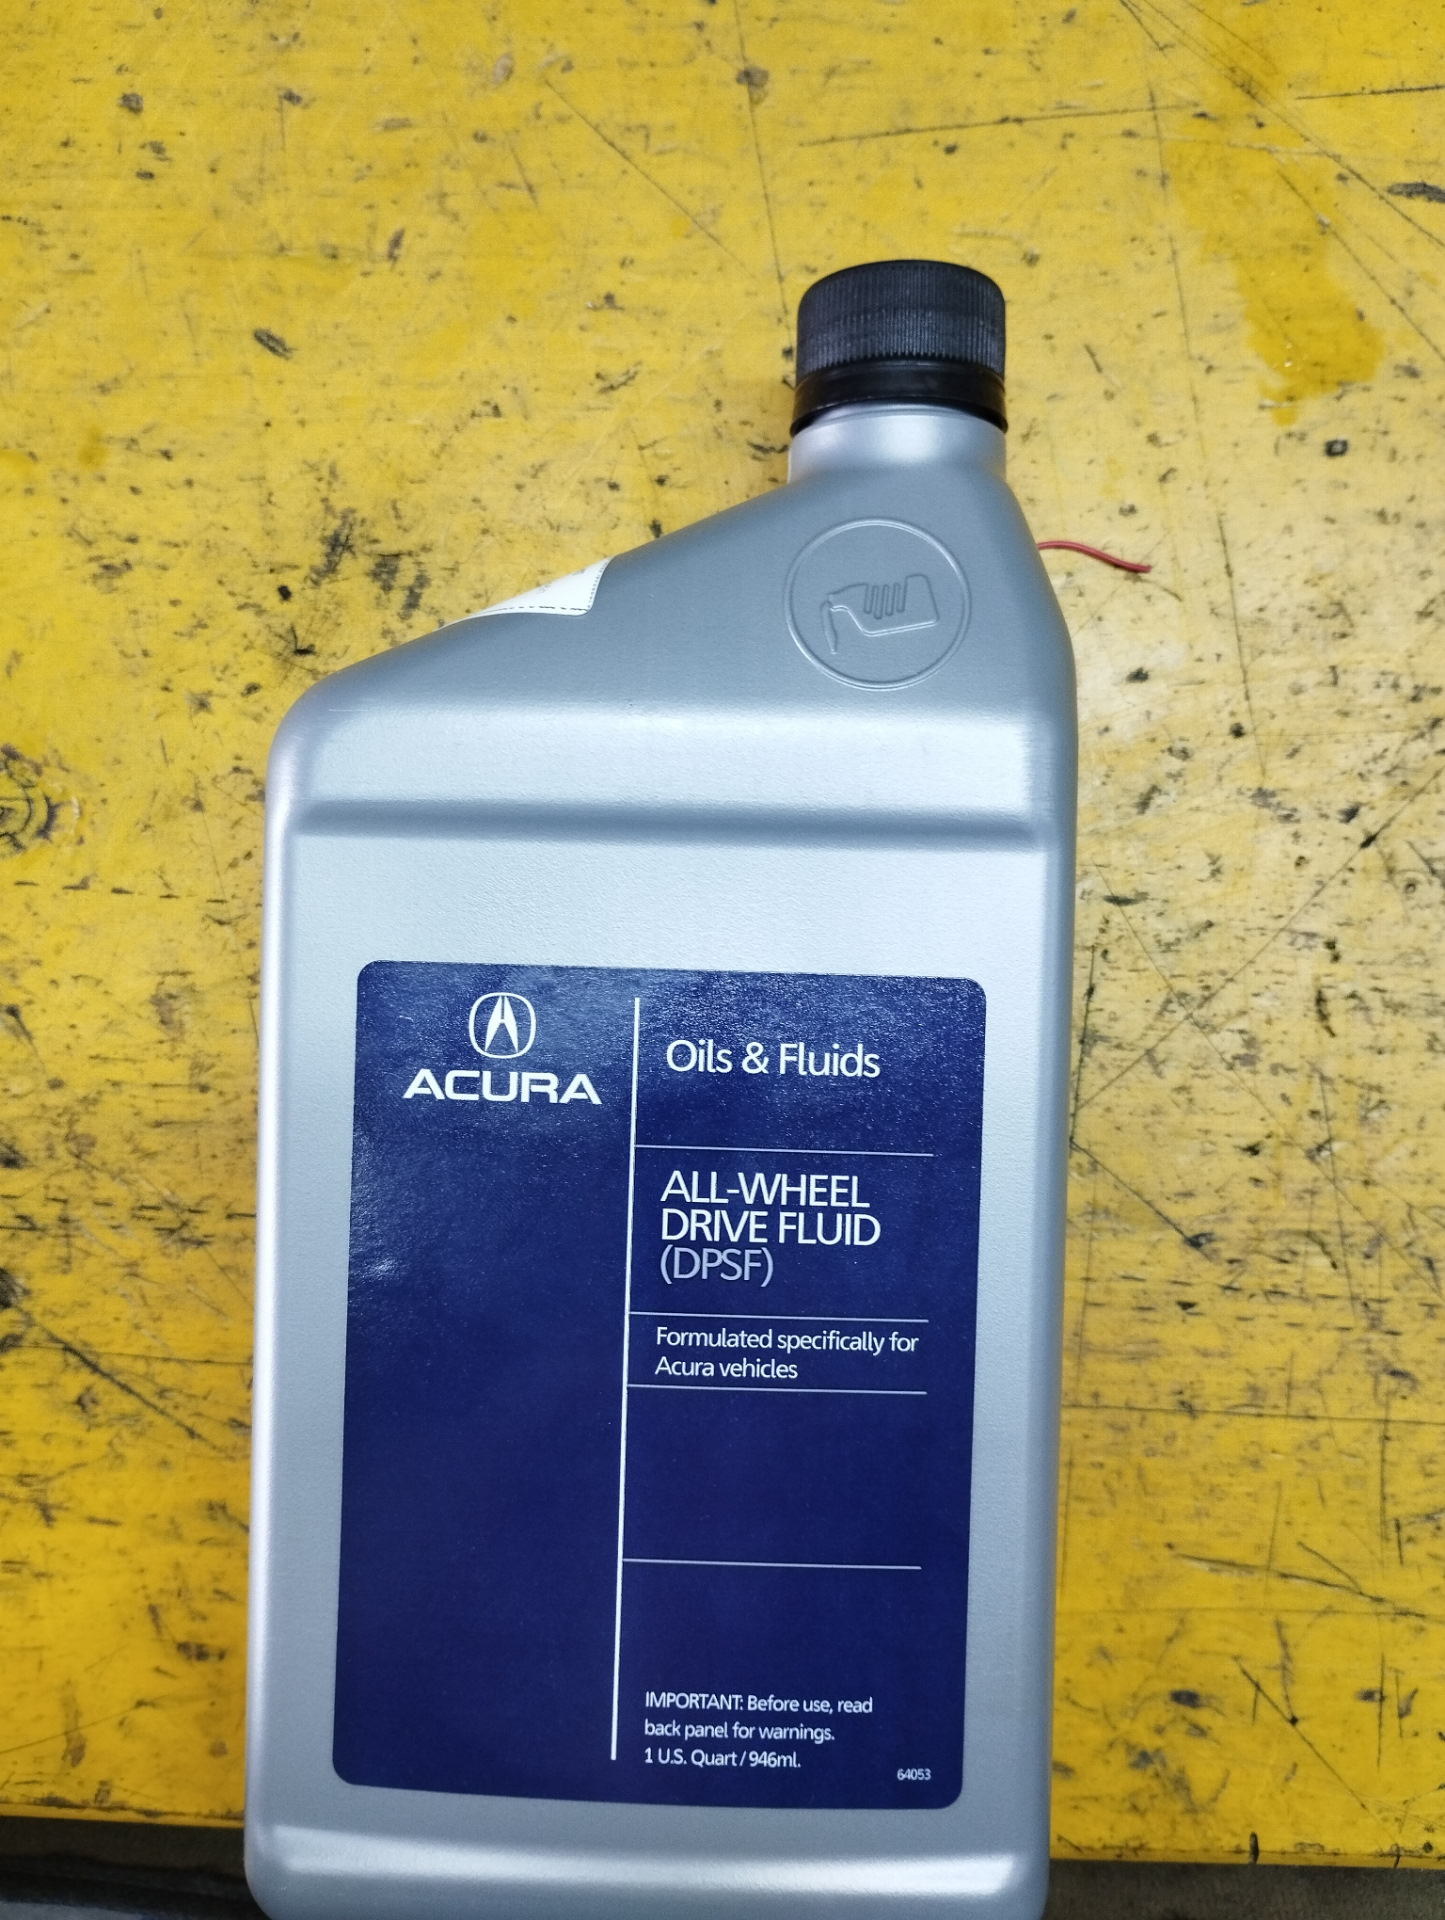 ACURA
Oils & Fluids
ALL-WHEEL
DRIVE FLUID
(DPSF)
Formulated specifically for
Acura vehicles
IMPORTANT: Before use, read
back panel for warnings.
1 U.S. Quart / 946ml.
64053